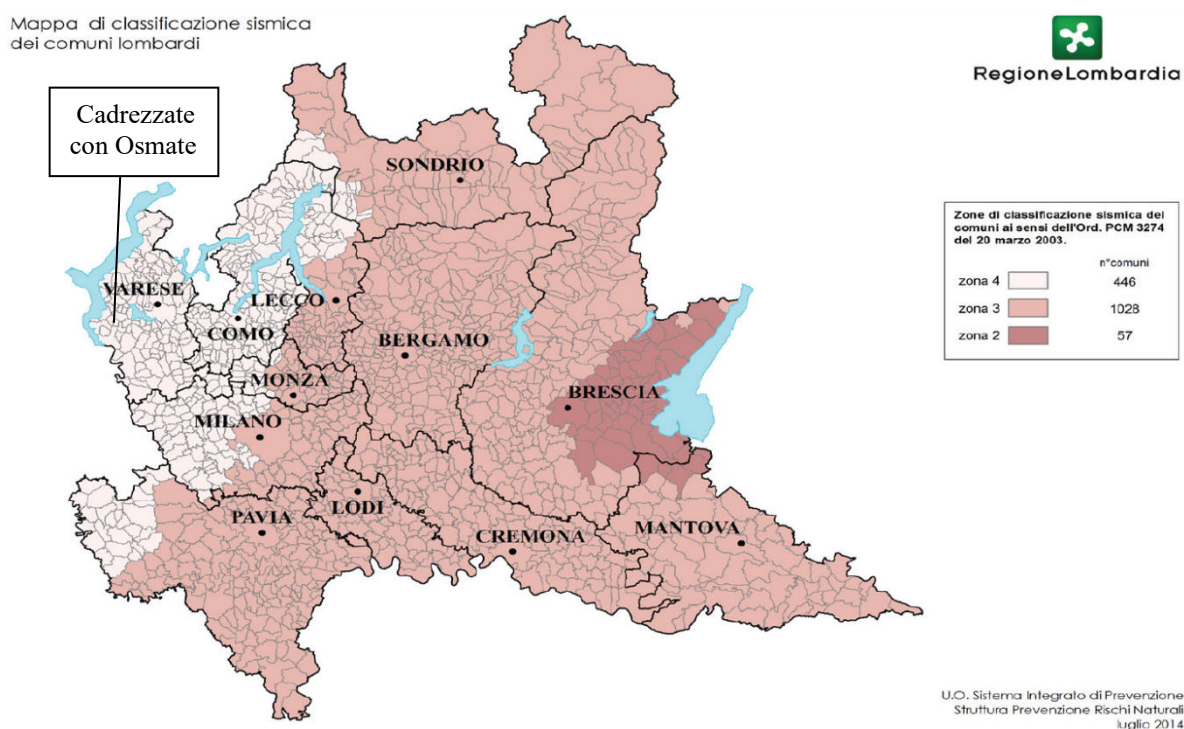 Mappa di classificazione sismica
dei comuni lombardi
RegioneLombardia
Cadrezzate
con Osmate
SONDRIO
VARESE
LECCO
COMO
BERGAMO
MONZA
BRESCIA
MILANO
PAVIA
LODI
CREMONA
MANTOVA
Zone di classificazione sismica dei
comuni ai sensi dell'Ord. PCM 3274
del 20 marzo 2003.
n°comuni
zona 4 446
zona 3 1028
zona 2 57
U.O. Sistema Integrato di Prevenzione
Struttura Prevenzione Rischi Naturali
luglio 2014